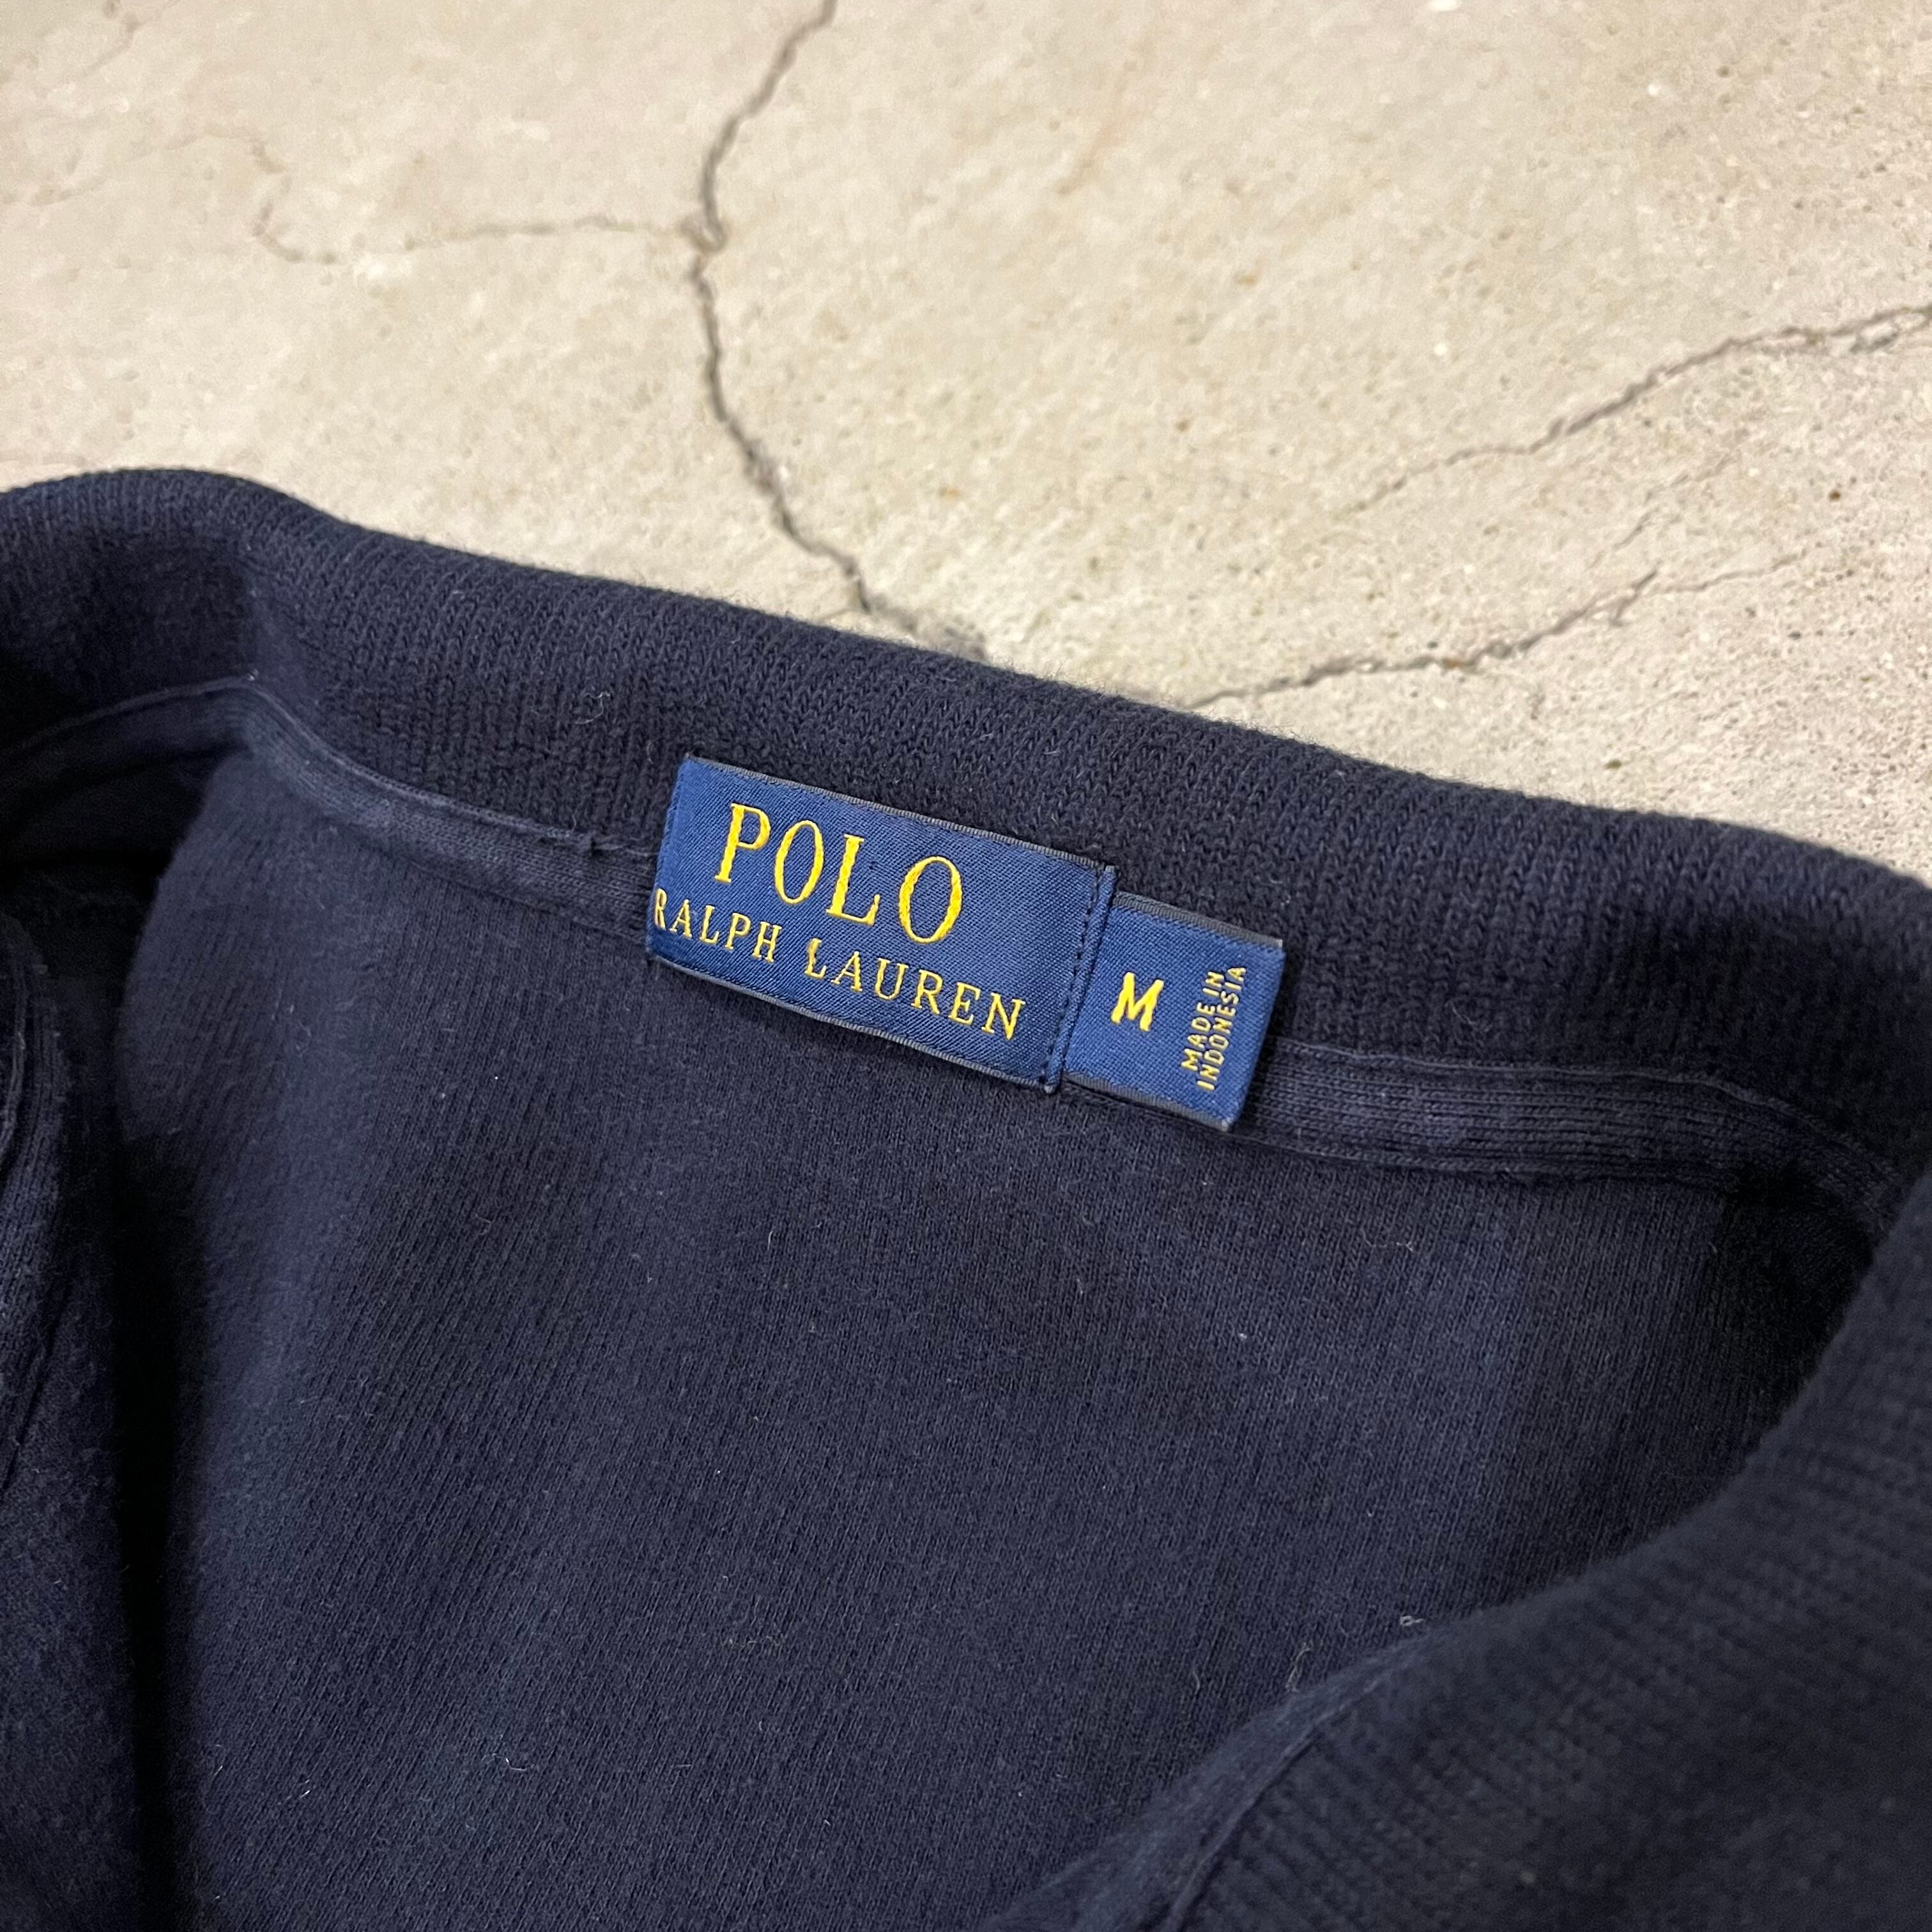 POLO
RALPH LAUREN
M
MADE IN
INDONESIA